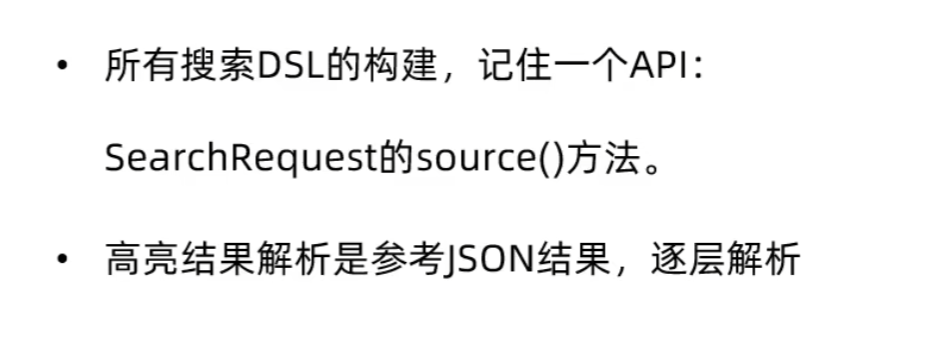 • 所有搜索DSL的构建，记住一个API：
SearchRequest的source()方法。
• 高亮结果解析是参考JSON结果，逐层解析